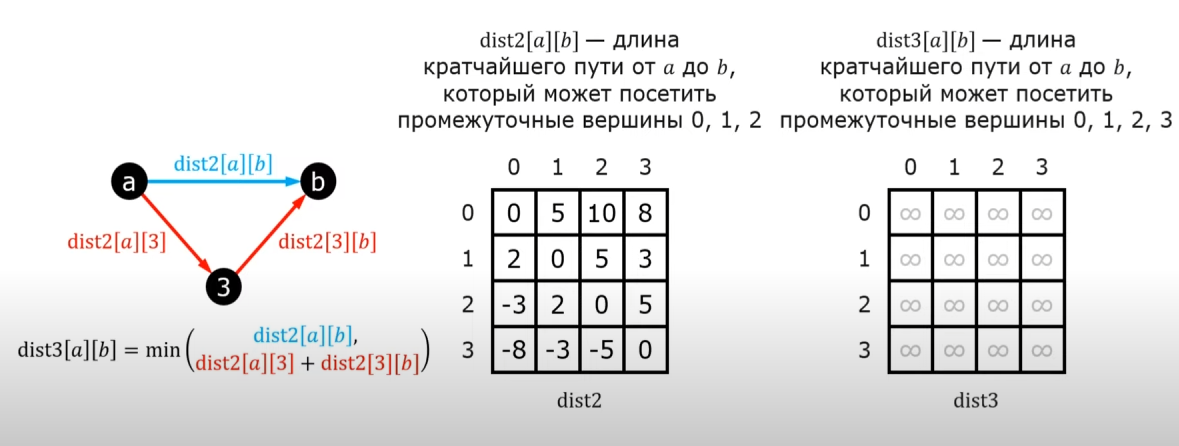 dist2[a][b] — длина
кратчайшего пути от a до b,
который может посетить
промежуточные вершины 0, 1, 2
dist3[a][b] — длина
кратчайшего пути от a до b,
который может посетить
промежуточные вершины 0, 1, 2, 3
a
dist2[a][b]
b
dist2[a][3]
dist2[3][b]
3
dist3[a][b] = min(dist2[a][b],
dist2[a][3] + dist2[3][b])
0 1 2 3
0 0 5 10 8
1 2 0 5 3
2 -3 2 0 5
3 -8 -3 -5 0
dist2
0 1 2 3
0 ∞ ∞ ∞ ∞
1 ∞ ∞ ∞ ∞
2 ∞ ∞ ∞ ∞
3 ∞ ∞ ∞ ∞
dist3